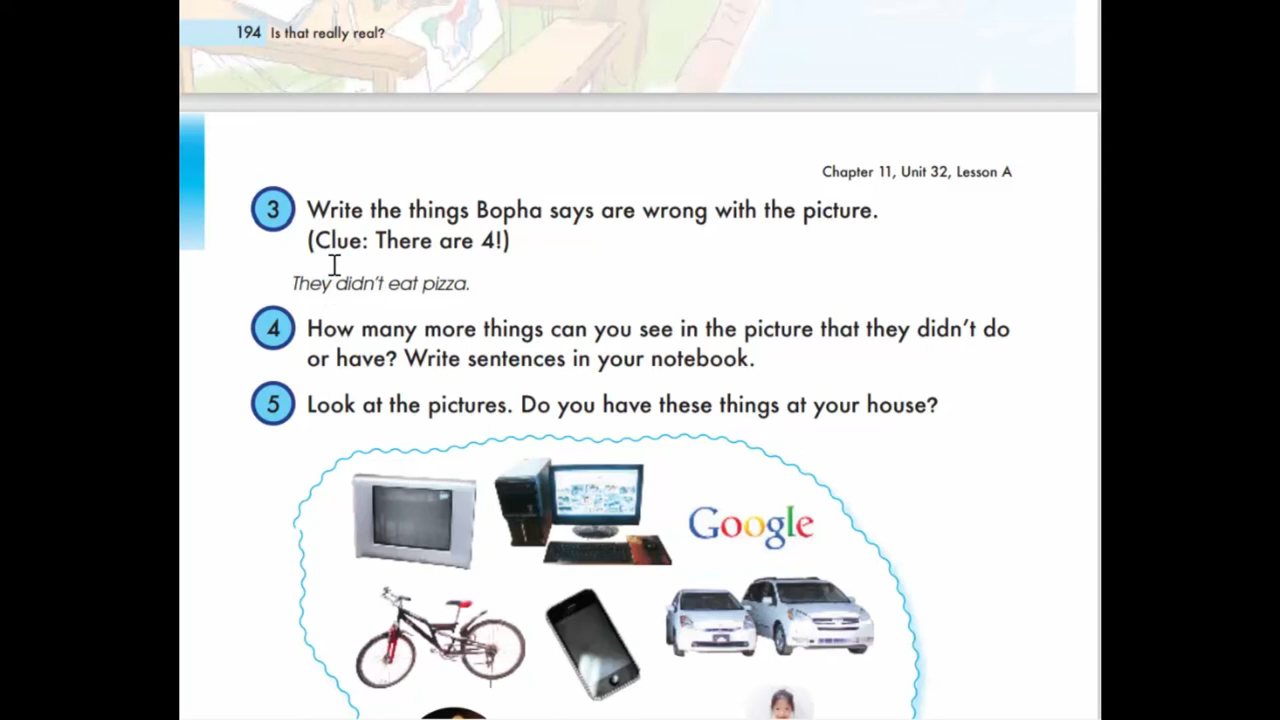 194 Is that really real?
Chapter 11, Unit 32, Lesson A
3 Write the things Bopha says are wrong with the picture.
(Clue: There are 4!)
They didn't eat pizza.
4 How many more things can you see in the picture that they didn't do
or have? Write sentences in your notebook.
5 Look at the pictures. Do you have these things at your house?
Google